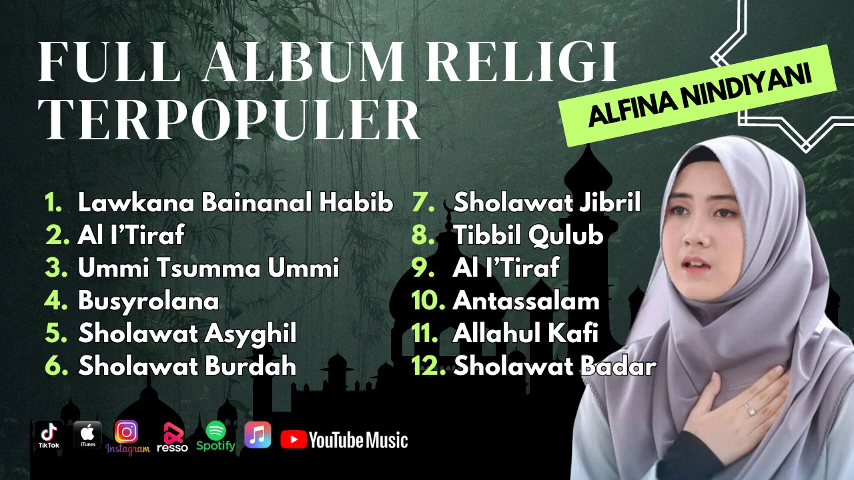 FULL ALBUM RELIGI
TERPOPULER
ALFINA NINDIYANI
1. Lawkana Bainanal Habib
2. Al I'Tiraf
3. Ummi Tsumma Ummi
4. Busyrolana
5. Sholawat Asyghil
6. Sholawat Burdah
7. Sholawat Jibril
8. Tibbil Qulub
9. Al I'Tiraf
10. Antassalam
11. Allahul Kafi
12. Sholawat Badar
TikTok
iTunes
Instagram
resso
Spotify
YouTube Music